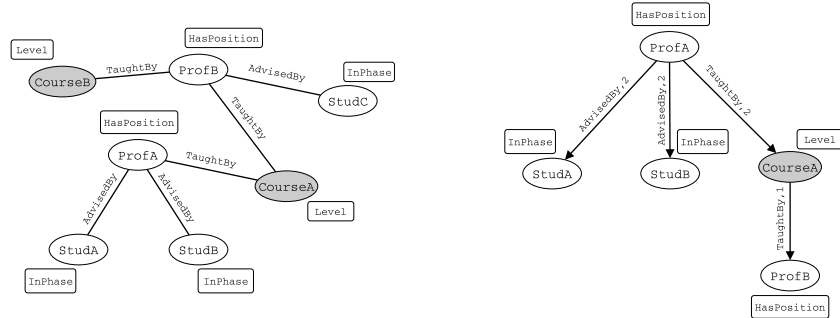 HasPosition
Level
TaughtBy
ProfB
AdvisedBy
InPhase
CourseB
StudC
TaughtBy
HasPosition
ProfA
TaughtBy
CourseA
Level
AdvisedBy
AdvisedBy
StudA
StudB
InPhase
InPhase
HasPosition
ProfA
AdvisedBy,2
AdvisedBy,2
TaughtBy,2
InPhase
InPhase
Level
StudA
StudB
CourseA
TaughtBy,1
ProfB
HasPosition